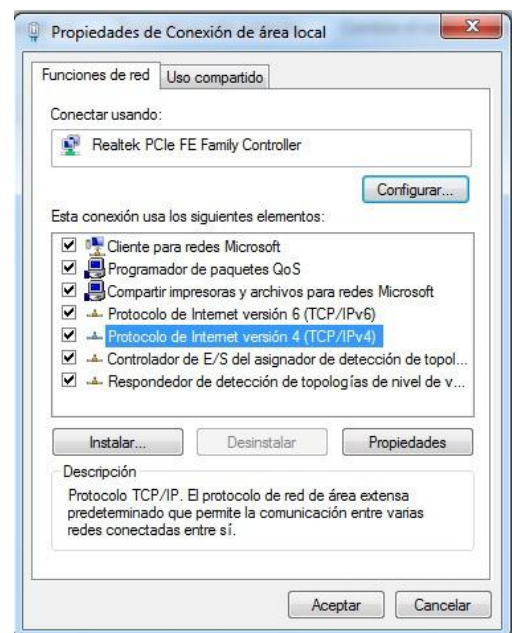 Propiedades de Conexión de área local
Funciones de red
Uso compartido
Conectar usando:
Realtek PCIe FE Family Controller
Configurar...
Esta conexión usa los siguientes elementos:
Cliente para redes Microsoft
Programador de paquetes QoS
Compartir impresoras y archivos para redes Microsoft
Protocolo de Internet versión 6 (TCP/IPv6)
Protocolo de Internet versión 4 (TCP/IPv4)
Controlador de E/S del asignador de detección de topol...
Respondedor de detección de topologías de nivel de v...
Instalar...
Desinstalar
Propiedades
Descripción
Protocolo TCP/IP. El protocolo de red de área extensa
predeterminado que permite la comunicación entre varias
redes conectadas entre sí.
Aceptar
Cancelar